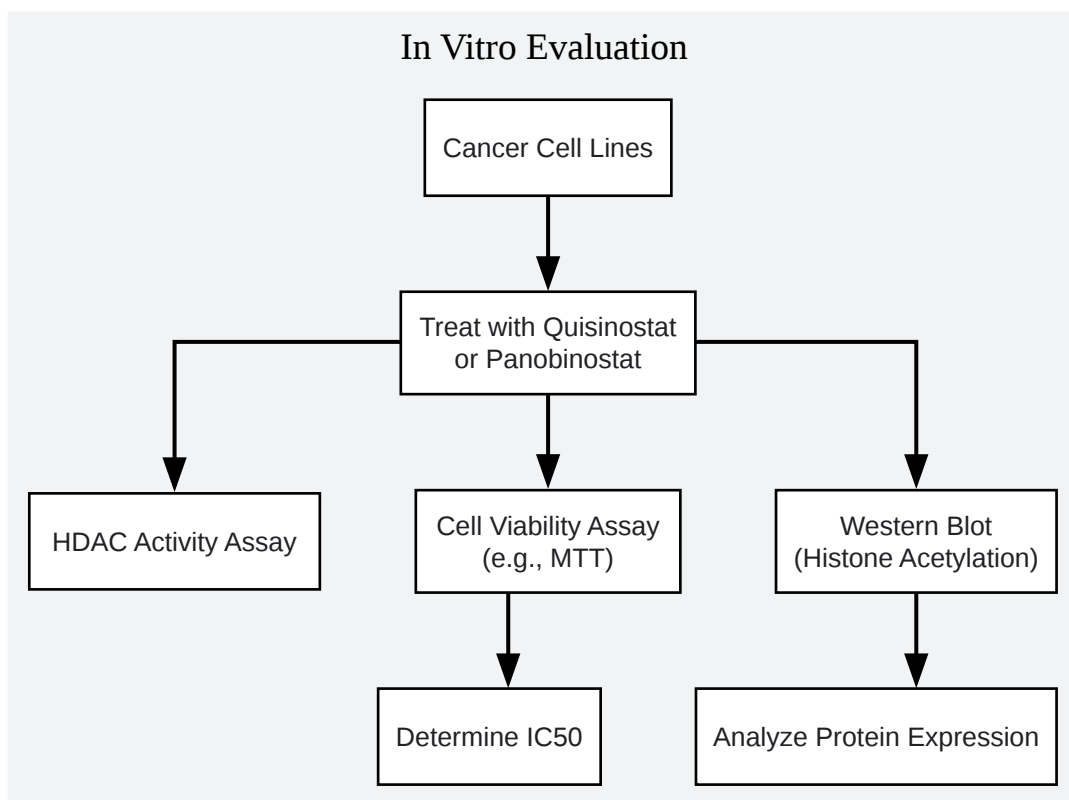 In Vitro Evaluation
Cancer Cell Lines
Treat with Quisinostat
or Panobinostat
HDAC Activity Assay
Cell Viability Assay
(e.g., MTT)
Western Blot
(Histone Acetylation)
Determine IC50
Analyze Protein Expression